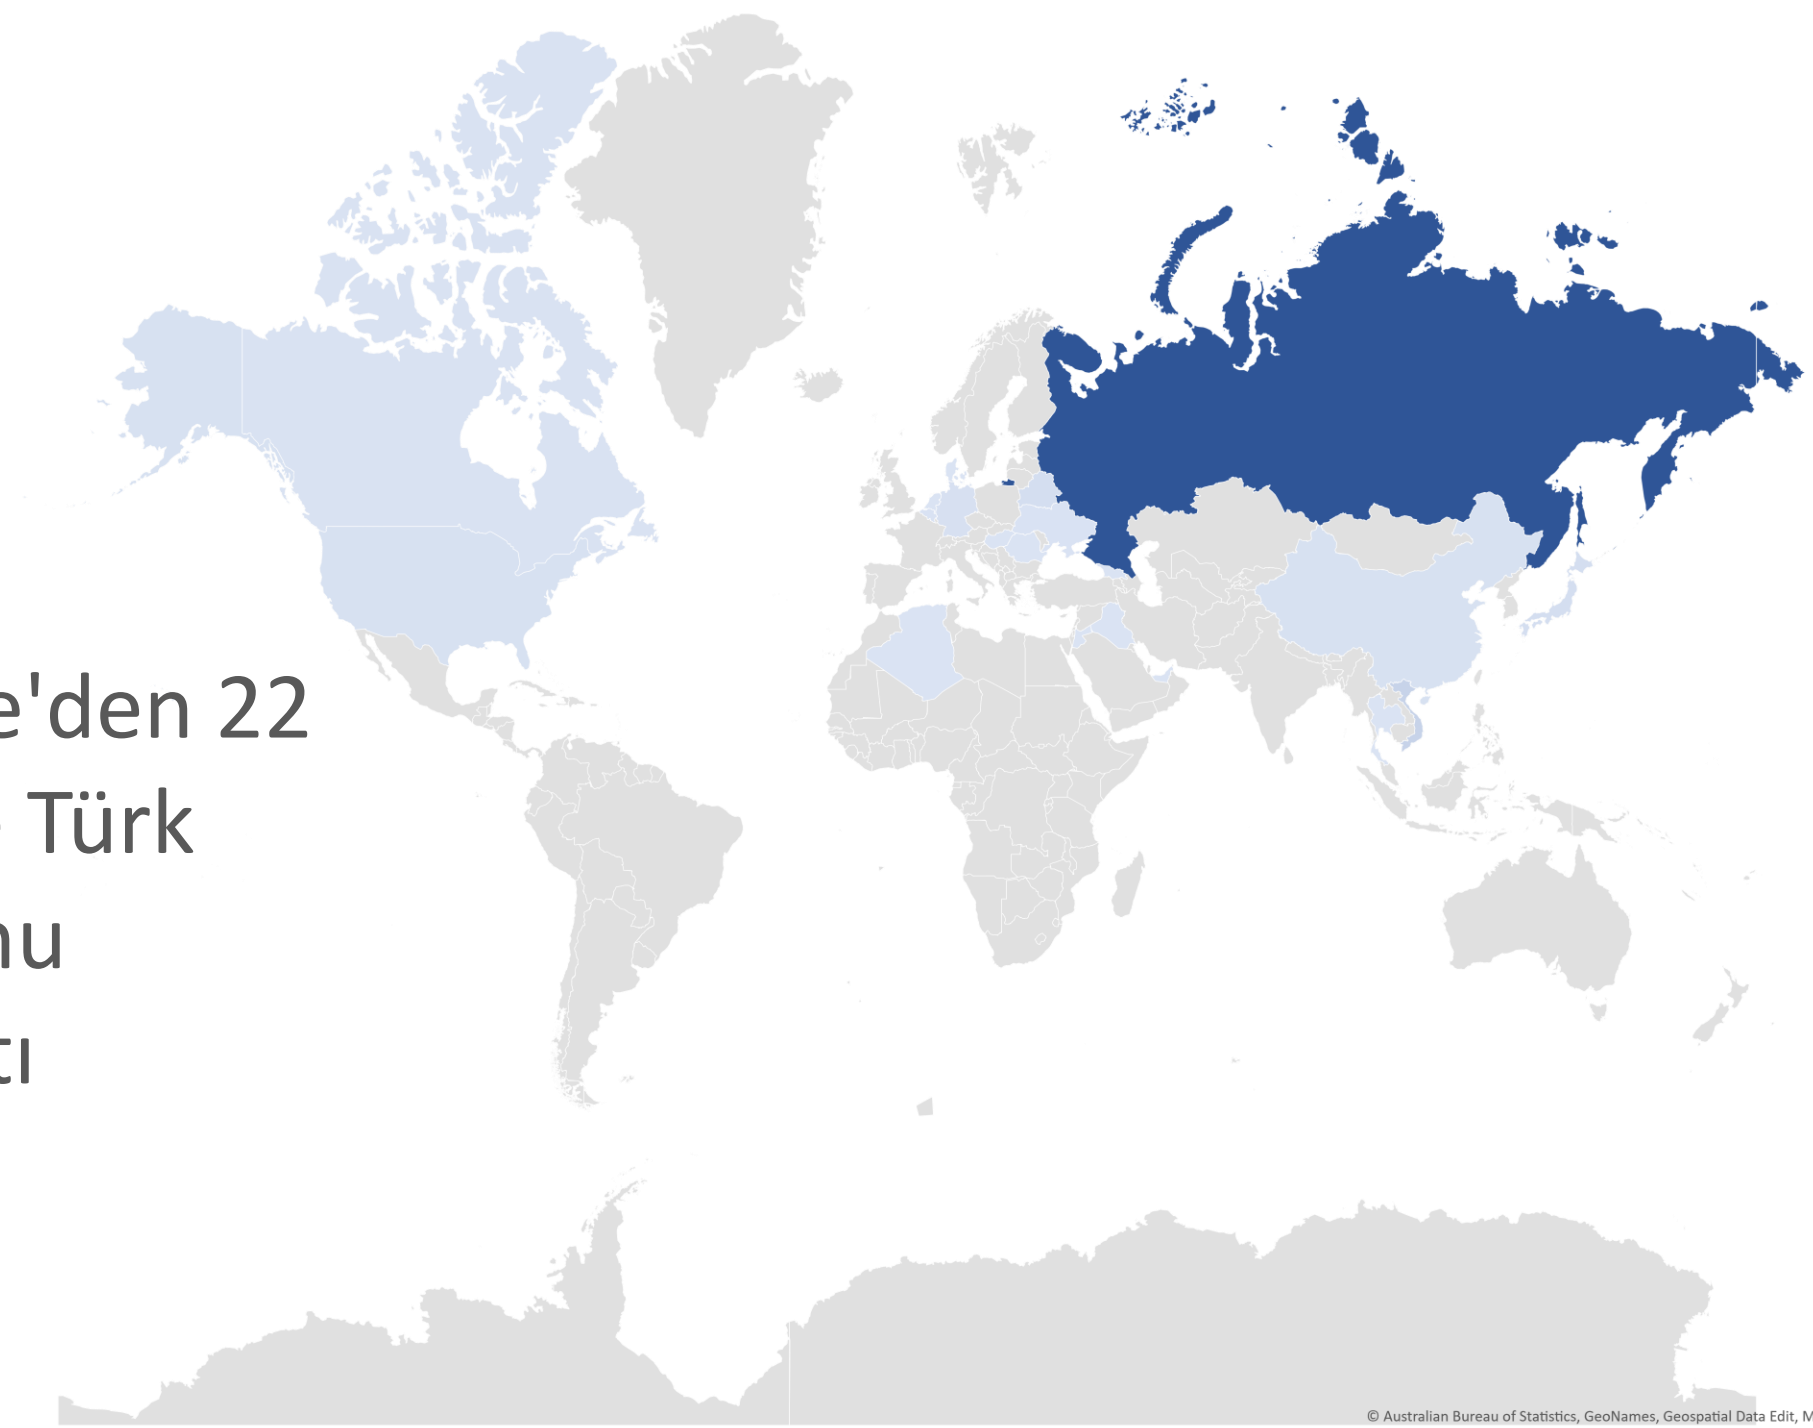 e'den 22
Türk
nu
tı
© Australian Bureau of Statistics, GeoNames, Geospatial Data Edit, M